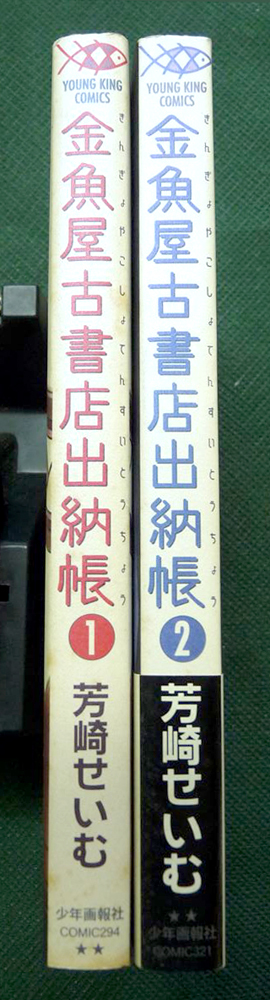 YOUNG KING
COMICS
金魚屋古書店出納帳
きんぎょやこしょてんすいとうちょう
1
芳崎せいむ
少年画報社
COMIC294
★★
YOUNG KING
COMICS
金魚屋古書店出納帳
きんぎょやこしょてんすいとうちょう
2
芳崎せいむ
★★
少年画報社
COMIC321